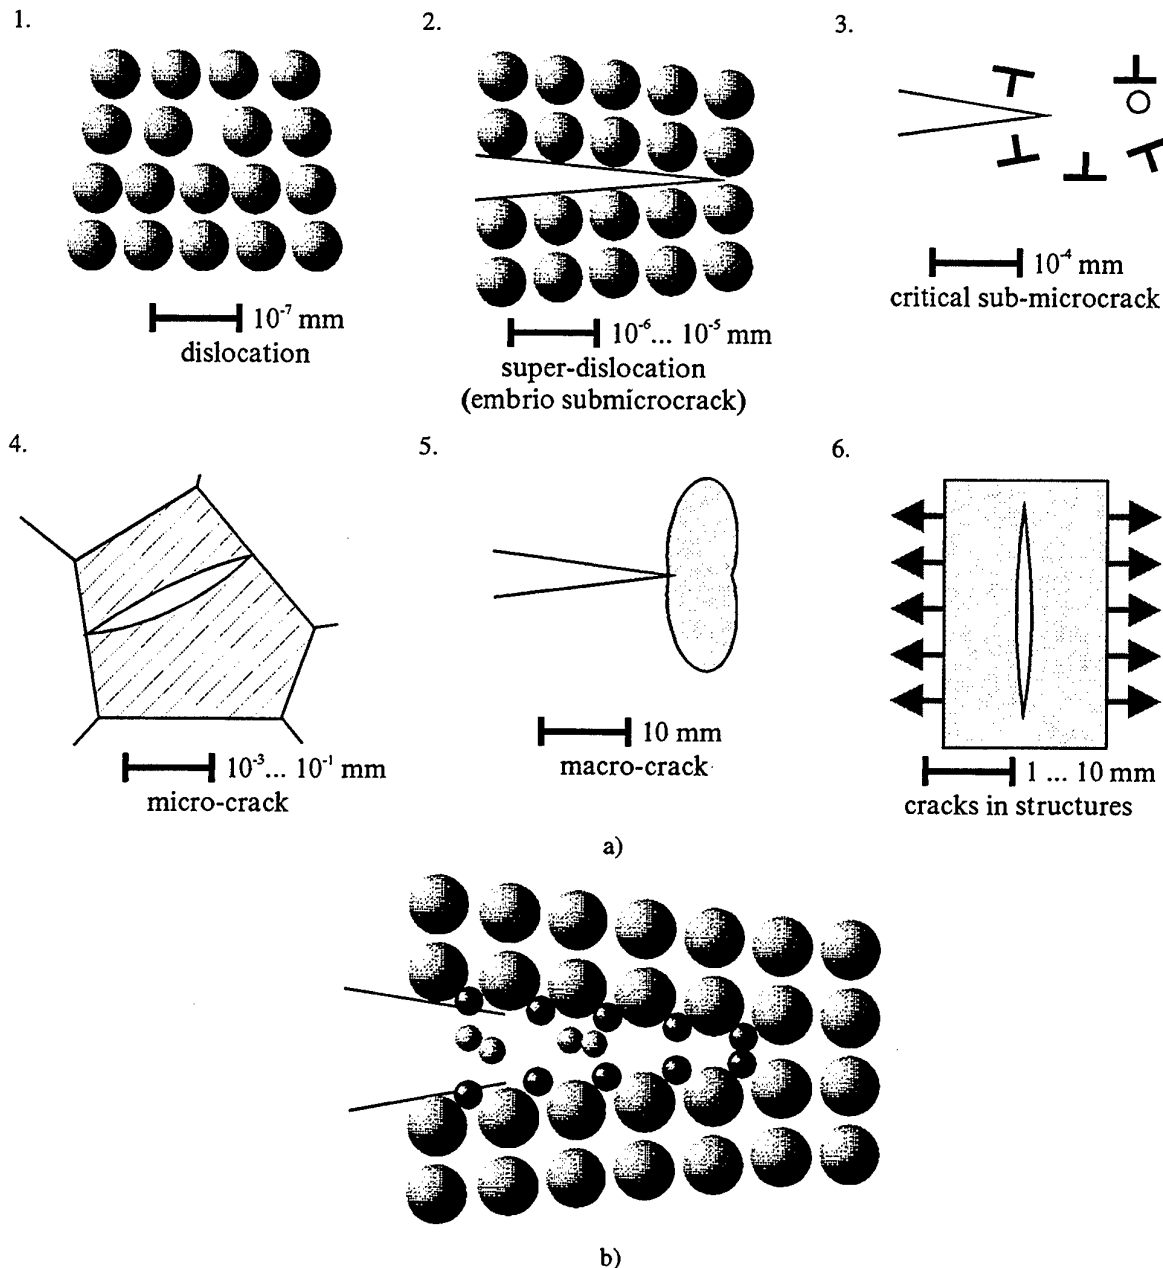 1.
2.
3.
10⁻⁷ mm
dislocation
10⁻⁶... 10⁻⁵ mm
super-dislocation
(embrio submicrocrack)
10⁻⁴ mm
critical sub-microcrack
4.
5.
6.
10⁻³... 10⁻¹ mm
micro-crack
10 mm
macro-crack
1 ... 10 mm
cracks in structures
a)
b)